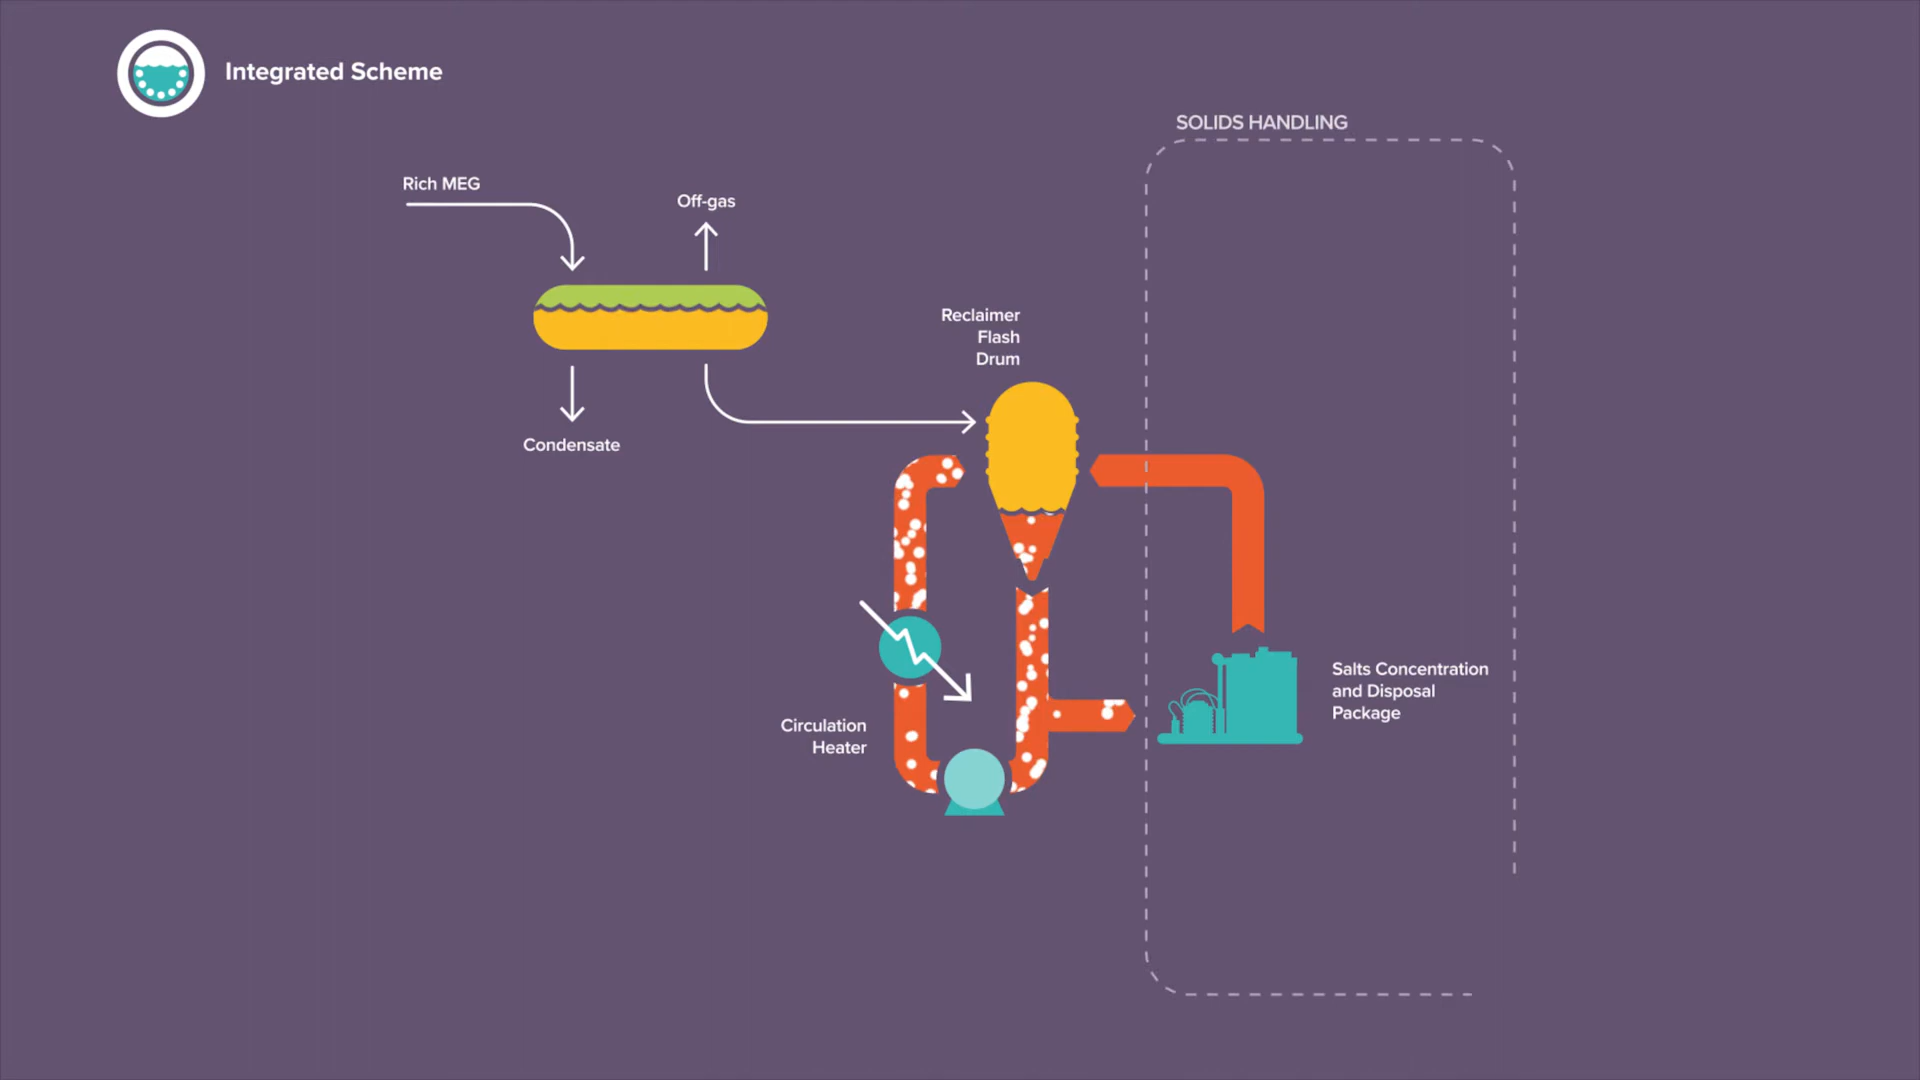 Integrated Scheme
SOLIDS HANDLING
Rich MEG
Off-gas
Reclaimer
Flash
Drum
Condensate
Salts Concentration
and Disposal
Package
Circulation
Heater